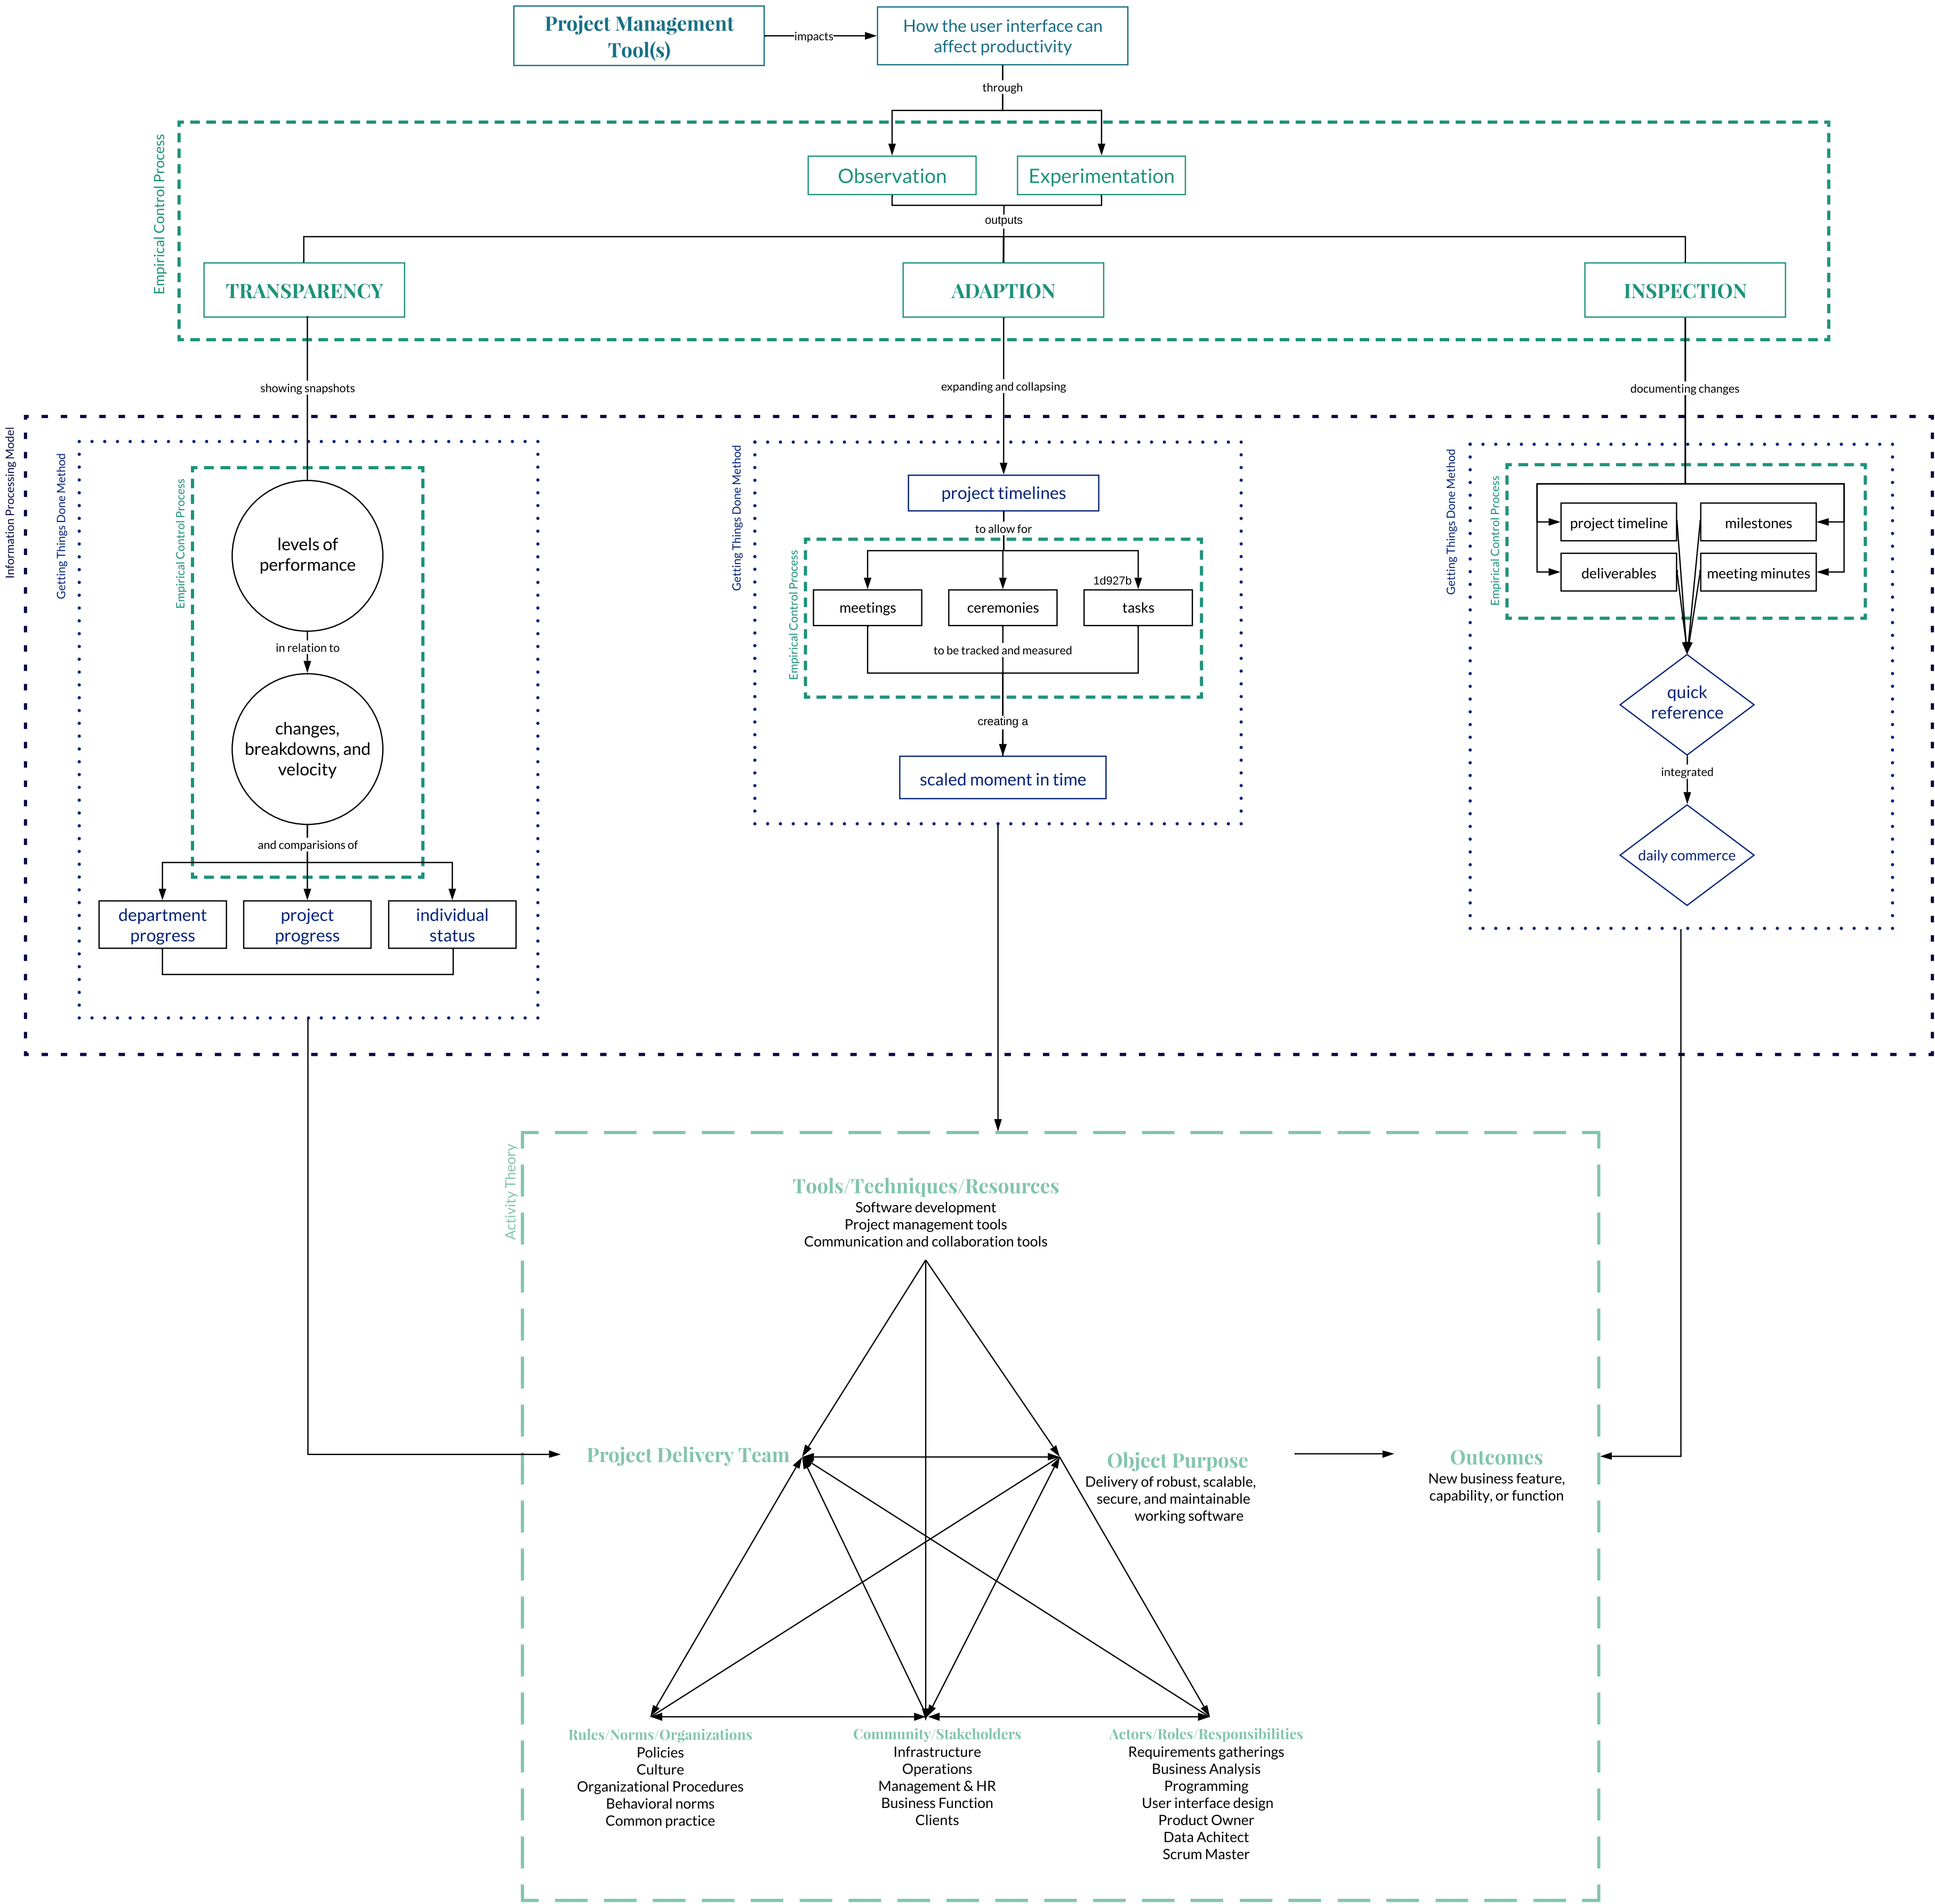 Project Management
Tool(s)
impacts
How the user interface can
affect productivity
through
Empirical Control Process
Observation
Experimentation
outputs
TRANSPARENCY
ADAPTION
INSPECTION
showing snapshots
expanding and collapsing
documenting changes
Information Processing Model
Getting Things Done Method
Empirical Control Process
levels of
performance
in relation to
changes,
breakdowns, and
velocity
and comparisions of
department
progress
project
progress
individual
status
Getting Things Done Method
project timelines
to allow for
Empirical Control Process
1d927b
meetings
ceremonies
tasks
to be tracked and measured
creating a
scaled moment in time
Getting Things Done Method
Empirical Control Process
project timeline
milestones
deliverables
meeting minutes
quick
reference
integrated
daily commerce
Activity Theory
Tools/Techniques/Resources
Software development
Project management tools
Communication and collaboration tools
Project Delivery Team
Object Purpose
Delivery of robust, scalable,
secure, and maintainable
working software
Outcomes
New business feature,
capability, or function
Rules/Norms/Organizations
Policies
Culture
Organizational Procedures
Behavioral norms
Common practice
Community/Stakeholders
Infrastructure
Operations
Management & HR
Business Function
Clients
Actors/Roles/Responsibilities
Requirements gatherings
Business Analysis
Programming
User interface design
Product Owner
Data Achitect
Scrum Master